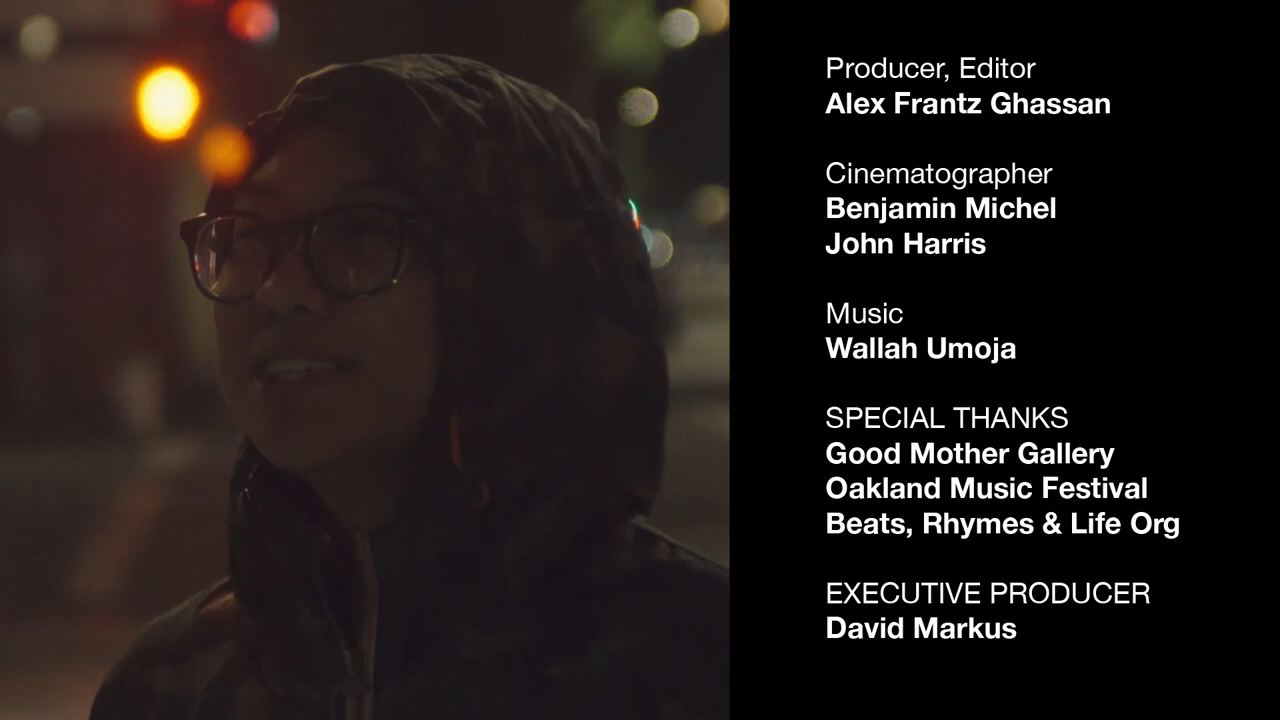 Producer, Editor
Alex Frantz Ghassan
Cinematographer
Benjamin Michel
John Harris
Music
Wallah Umoja
SPECIAL THANKS
Good Mother Gallery
Oakland Music Festival
Beats, Rhymes & Life Org
EXECUTIVE PRODUCER
David Markus